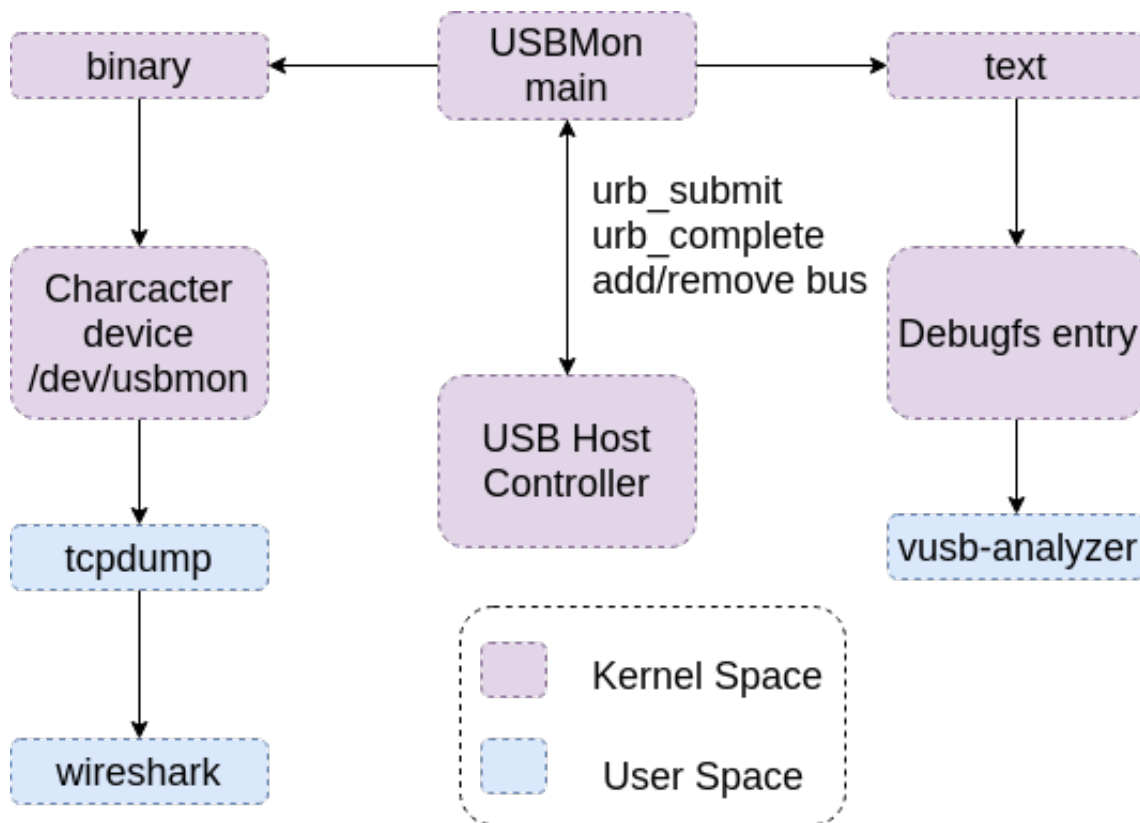 binary
USBMon
main
text
urb_submit
urb_complete
add/remove bus
Charcacter
device
/dev/usbmon
Debugfs entry
USB Host
Controller
tcpdump
vusb-analyzer
Kernel Space
wireshark
User Space